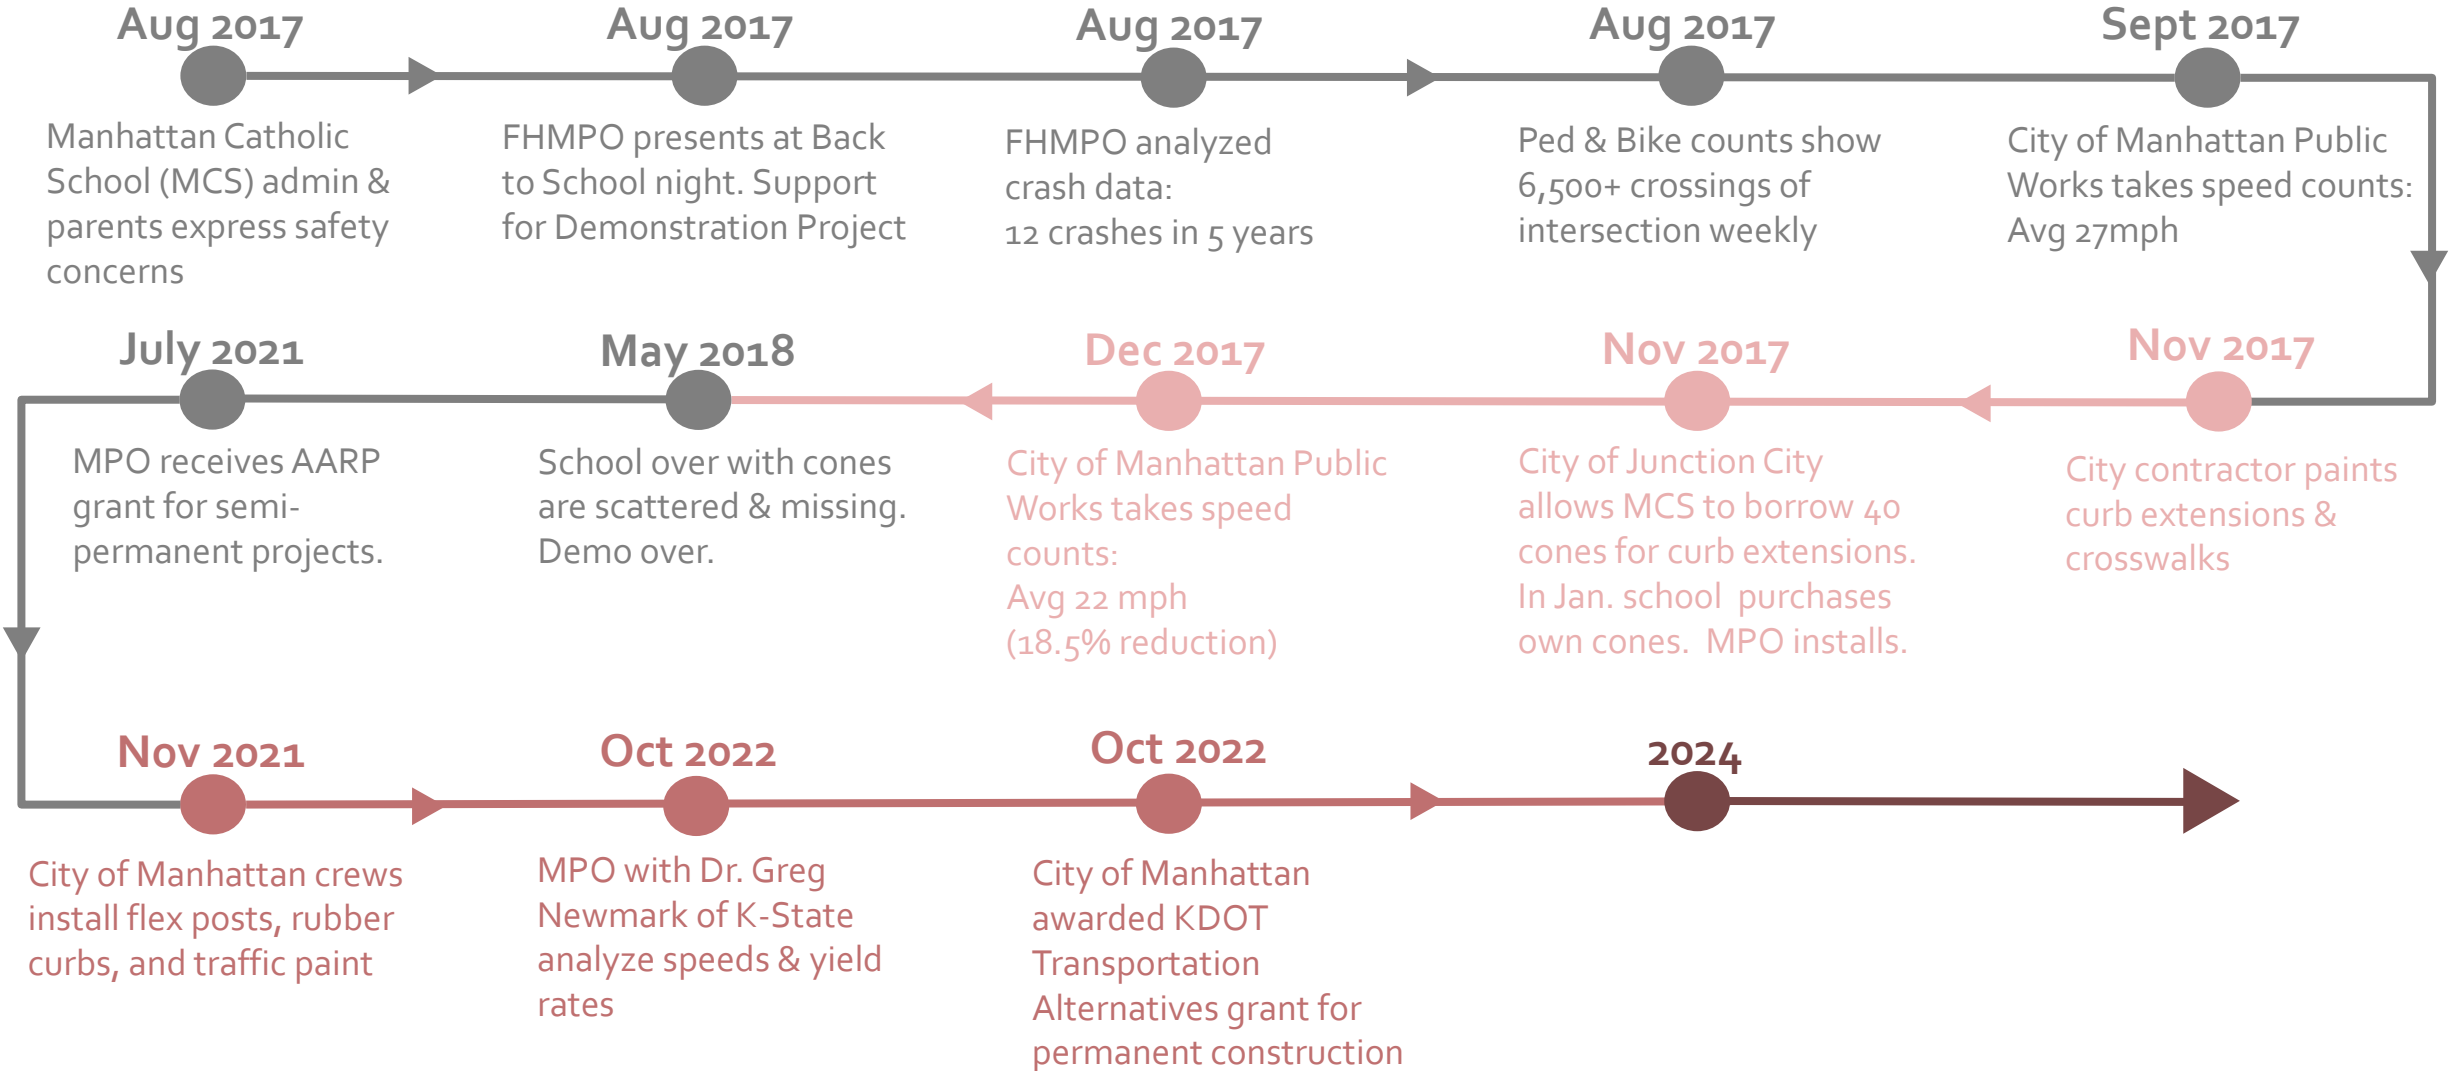 Aug 2017
Manhattan Catholic
School (MCS) admin &
parents express safety
concerns
Aug 2017
FHMPO presents at Back
to School night. Support
for Demonstration Project
Aug 2017
FHMPO analyzed
crash data:
12 crashes in 5 years
Aug 2017
Ped & Bike counts show
6,500+ crossings of
intersection weekly
Sept 2017
City of Manhattan Public
Works takes speed counts:
Avg 27mph
Nov 2017
City contractor paints
curb extensions &
crosswalks
Nov 2017
City of Junction City
allows MCS to borrow 40
cones for curb extensions.
In Jan. school purchases
own cones. MPO installs.
Dec 2017
City of Manhattan Public
Works takes speed
counts:
Avg 22 mph
(18.5% reduction)
May 2018
School over with cones
are scattered & missing.
Demo over.
July 2021
MPO receives AARP
grant for semi-
permanent projects.
Nov 2021
City of Manhattan crews
install flex posts, rubber
curbs, and traffic paint
Oct 2022
MPO with Dr. Greg
Newmark of K-State
analyze speeds & yield
rates
Oct 2022
City of Manhattan
awarded KDOT
Transportation
Alternatives grant for
permanent construction
2024